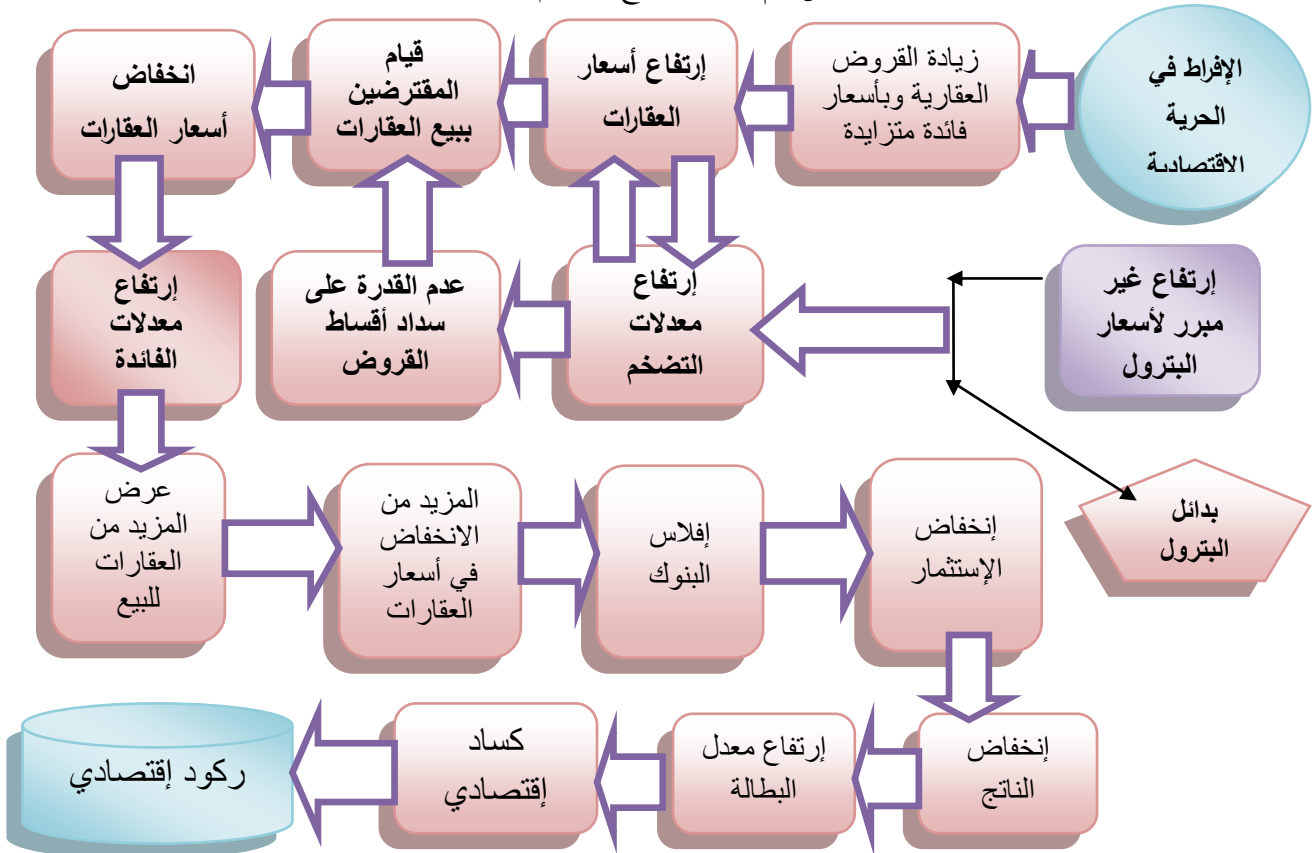 الإفراط في
الحرية
الاقتصادية
زيادة القروض
العقارية وبأسعار
فائدة متزايدة
إرتفاع أسعار
العقارات
قيام
المقترضين
ببيع العقارات
انخفاض
أسعار العقارات
إرتفاع غير
مبرر لأسعار
البترول
إرتفاع
معدلات
التضخم
عدم القدرة على
سداد أقساط
القروض
إرتفاع
معدلات
الفائدة
بدائل
البترول
عرض
المزيد من
العقارات
للبيع
المزيد من
الانخفاض
في أسعار
العقارات
إفلاس
البنوك
إنخفاض
الإستثمار
إنخفاض
الناتج
إرتفاع معدل
البطالة
كساد
إقتصادي
ركود إقتصادي